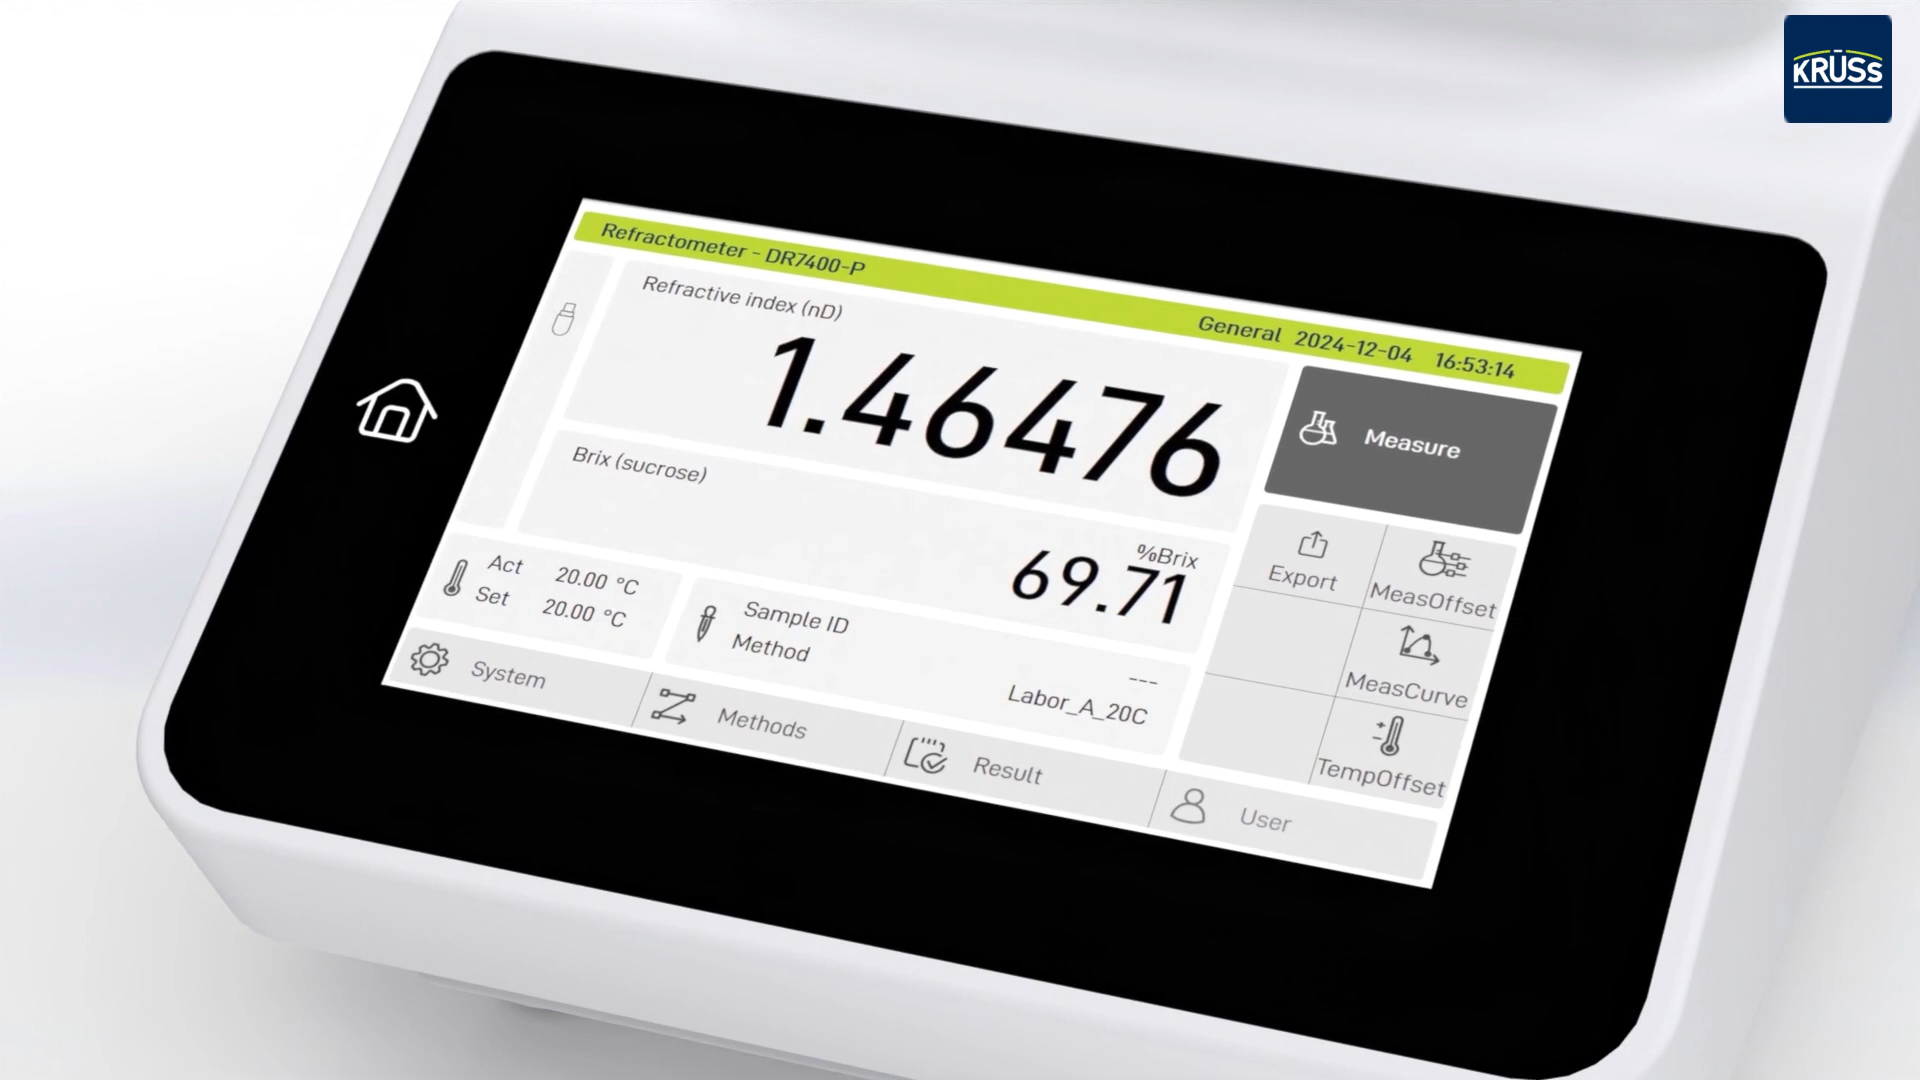 KRÜSS
Refractometer - DR7400-P
General 2024-12-04 16:53:14
Refractive index (nD)
1.46476
Measure
Brix (sucrose)
%Brix
69.71
Export
MeasOffset
MeasCurve
TempOffset
Act 20.00 °C
Set 20.00 °C
Sample ID
---
Method
Labor_A_20C
System
Methods
Result
User